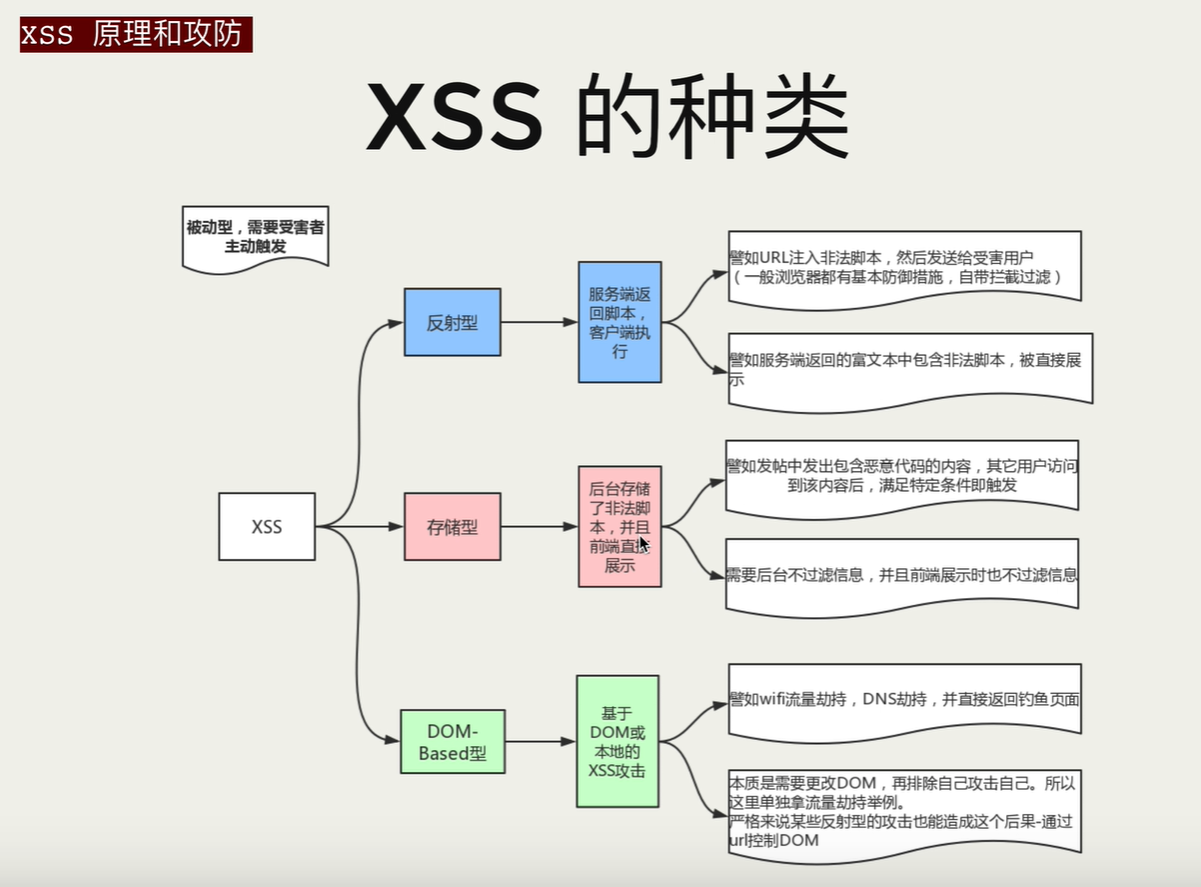 XSS 原理和攻防
XSS 的种类
被动型，需要受害者
主动触发
反射型
服务端返
回脚本，
客户端执
行
譬如URL注入非法脚本，然后发送给受害用户
（一般浏览器都有基本防御措施，自带拦截过滤）
譬如服务端返回的富文本中包含非法脚本，被直接展
示
XSS
存储型
后台存储
了非法脚
本，并且
前端直接
展示
譬如发帖中发出包含恶意代码的内容，其它用户访问
到该内容后，满足特定条件即触发
需要后台不过滤信息，并且前端展示时也不过滤信息
DOM-
Based型
基于
DOM或
本地的
XSS攻击
譬如wifi流量劫持，DNS劫持，并直接返回钓鱼页面
本质是需要更改DOM，再排除自己攻击自己。所以
这里单独拿流量劫持举例。
严格来说某些反射型的攻击也能造成这个后果-通过
url控制DOM